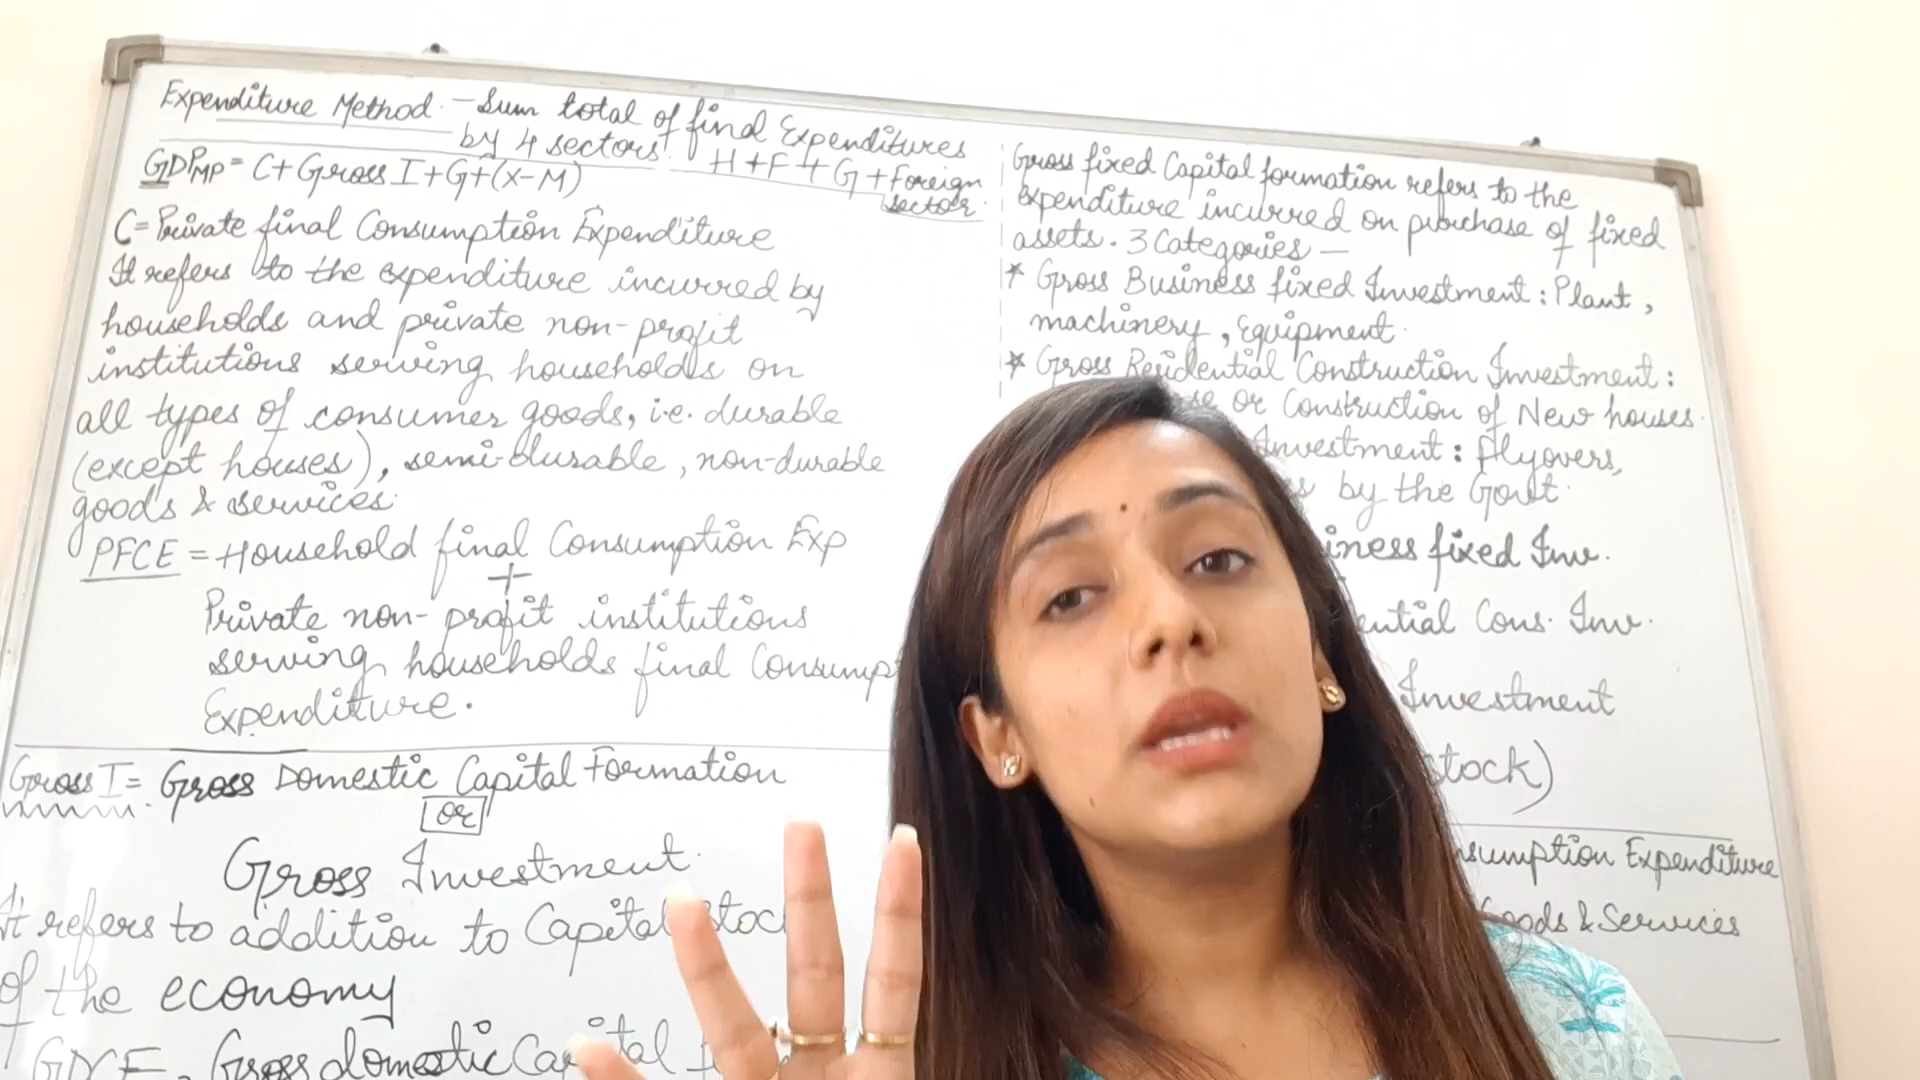 Expenditure Method - Sum total of final Expenditures
by 4 sectors. H + F + G + Foreign
sector.
GDPMP = C + Gross I + G + (X-M)
C = Private final Consumption Expenditure
It refers to the expenditure incurred by
households and private non-profit
institutions serving households on
all types of consumer goods, i.e. durable
(except houses), semi-durable, non-durable
goods & services.
PFCE = Household final Consumption Exp
+
Private non-profit institutions
serving households final
Expenditure.
Gross I = Gross Domestic Capital Formation
or
Gross Investment.
It refers to addition to Capital
of the economy
Gross domestic
Gross fixed Capital formation refers to the
expenditure incurred on purchase of fixed
assets. 3 Categories —
* Gross Business fixed Investment : Plant,
machinery, Equipment.
* Gross Residential Construction Investment :
or Construction of New houses.
Investment : Flyovers,
by the Govt.
fixed Inv.
Cons. Inv.
Investment
stock)
Expenditure
& Services